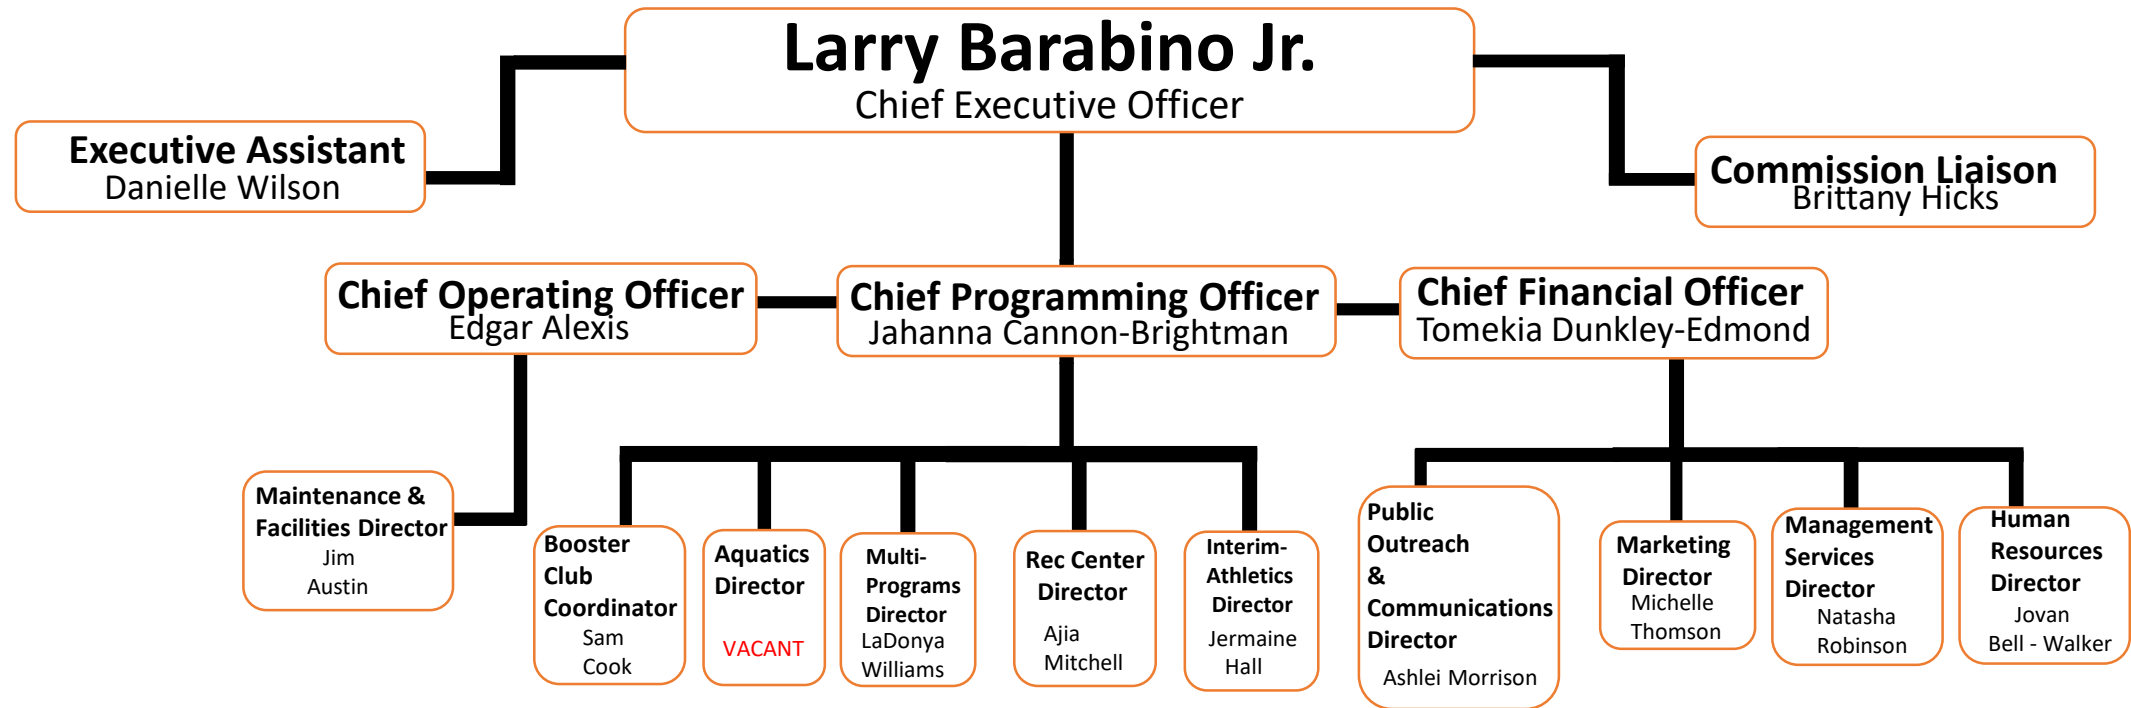 Larry Barabino Jr.
Chief Executive Officer
Executive Assistant
Danielle Wilson
Commission Liaison
Brittany Hicks
Chief Operating Officer
Edgar Alexis
Chief Programming Officer
Jahanna Cannon-Brightman
Chief Financial Officer
Tomekia Dunkley-Edmond
Maintenance &
Facilities Director
Jim
Austin
Booster
Club
Coordinator
Sam
Cook
Aquatics
Director
VACANT
Multi-
Programs
Director
LaDonya
Williams
Rec Center
Director
Ajia
Mitchell
Interim-
Athletics
Director
Jermaine
Hall
Public
Outreach
&
Communications
Director
Ashlei Morrison
Marketing
Director
Michelle
Thomson
Management
Services
Director
Natasha
Robinson
Human
Resources
Director
Jovan
Bell - Walker